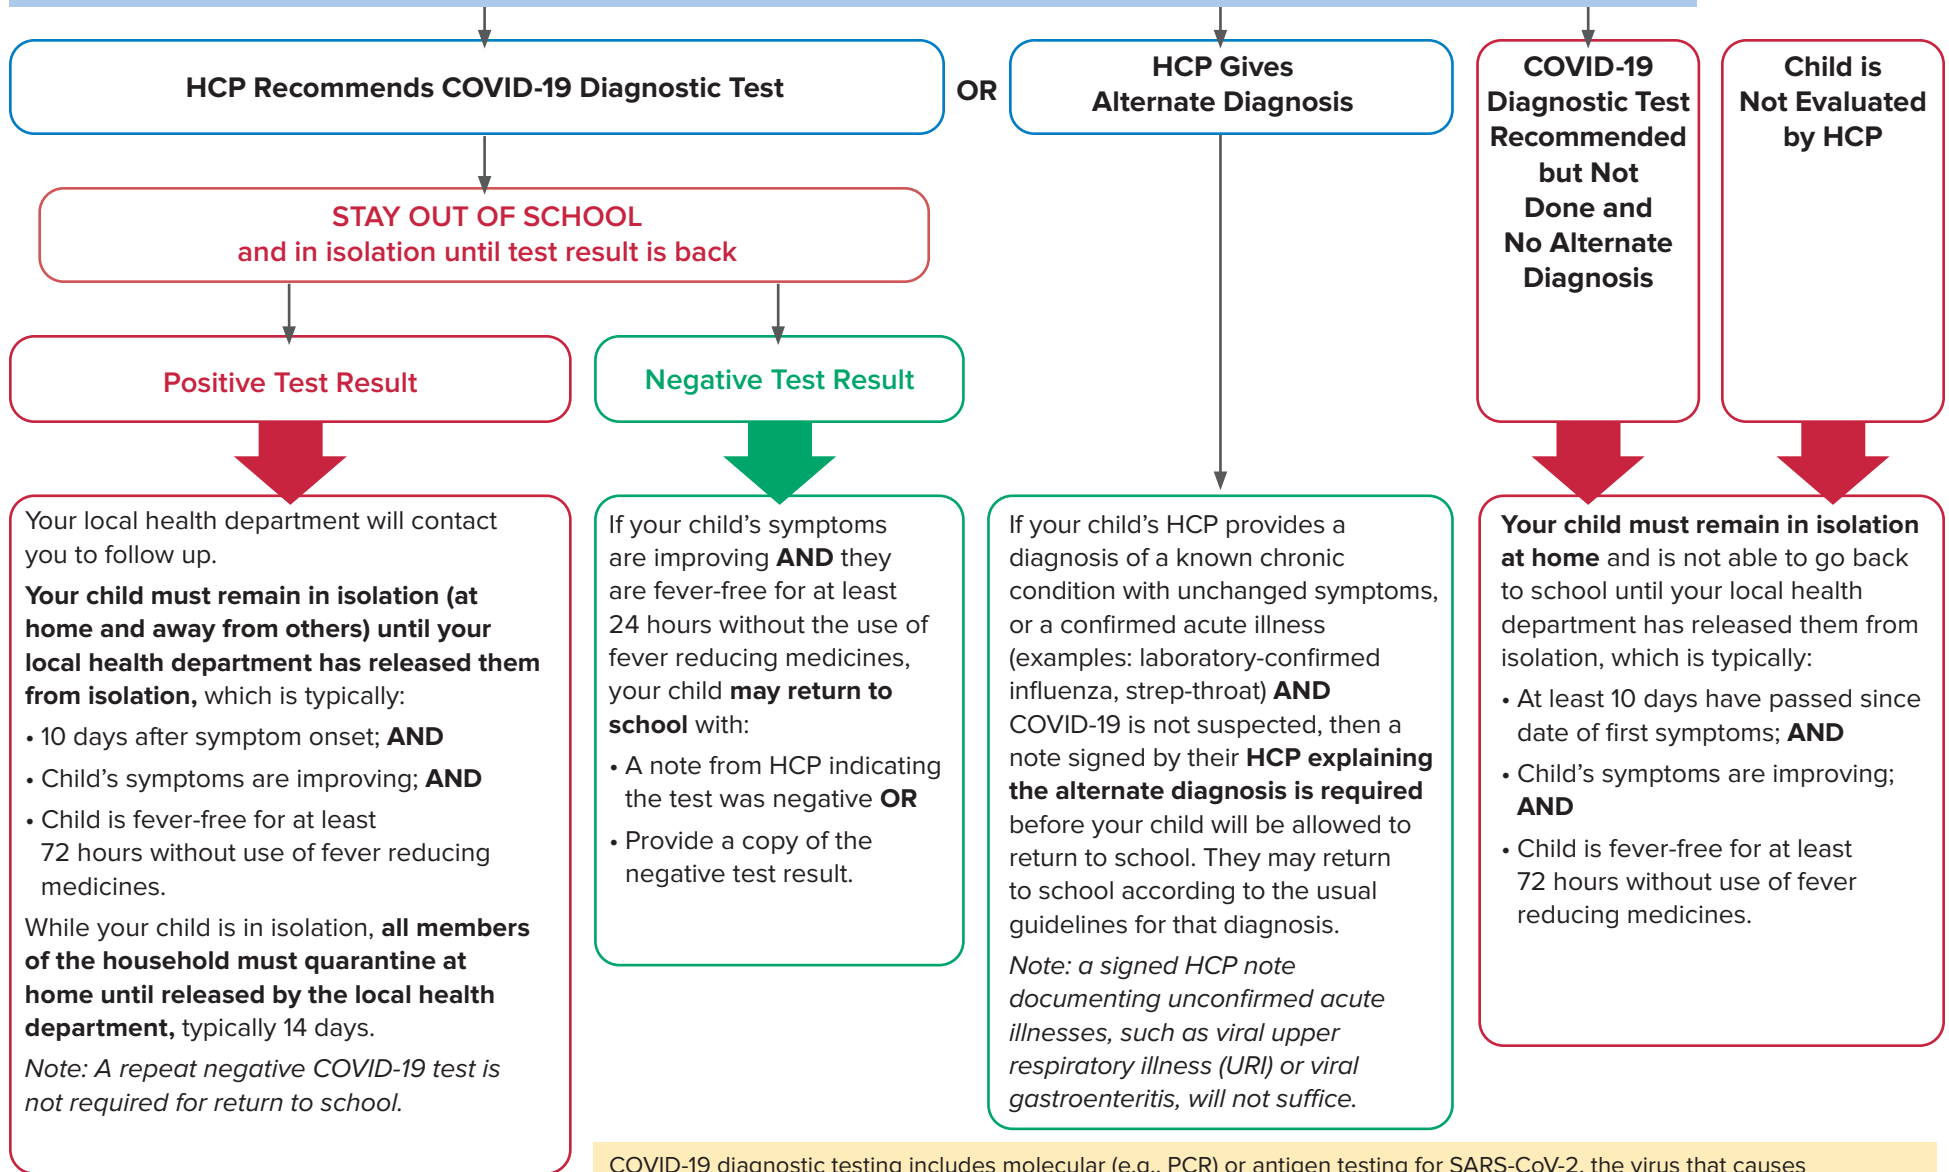 HCP Recommends COVID-19 Diagnostic Test
OR
HCP Gives
Alternate Diagnosis
COVID-19
Diagnostic Test
Recommended
but Not
Done and
No Alternate
Diagnosis
Child is
Not Evaluated
by HCP
STAY OUT OF SCHOOL
and in isolation until test result is back
Positive Test Result
Negative Test Result
Your local health department will contact
you to follow up.
Your child must remain in isolation (at
home and away from others) until your
local health department has released them
from isolation, which is typically:
• 10 days after symptom onset; AND
• Child's symptoms are improving; AND
• Child is fever-free for at least
72 hours without use of fever reducing
medicines.
While your child is in isolation, all members
of the household must quarantine at
home until released by the local health
department, typically 14 days.
Note: A repeat negative COVID-19 test is
not required for return to school.
If your child's symptoms
are improving AND they
are fever-free for at least
24 hours without the use of
fever reducing medicines,
your child may return to
school with:
• A note from HCP indicating
the test was negative OR
• Provide a copy of the
negative test result.
If your child's HCP provides a
diagnosis of a known chronic
condition with unchanged symptoms,
or a confirmed acute illness
(examples: laboratory-confirmed
influenza, strep-throat) AND
COVID-19 is not suspected, then a
note signed by their HCP explaining
the alternate diagnosis is required
before your child will be allowed to
return to school. They may return
to school according to the usual
guidelines for that diagnosis.
Note: a signed HCP note
documenting unconfirmed acute
illnesses, such as viral upper
respiratory illness (URI) or viral
gastroenteritis, will not suffice.
Your child must remain in isolation
at home and is not able to go back
to school until your local health
department has released them from
isolation, which is typically:
• At least 10 days have passed since
date of first symptoms; AND
• Child's symptoms are improving;
AND
• Child is fever-free for at least
72 hours without use of fever
reducing medicines.
COVID-19 diagnostic testing includes molecular (e.g., PCR) or antigen testing for SARS-CoV-2, the virus that causes